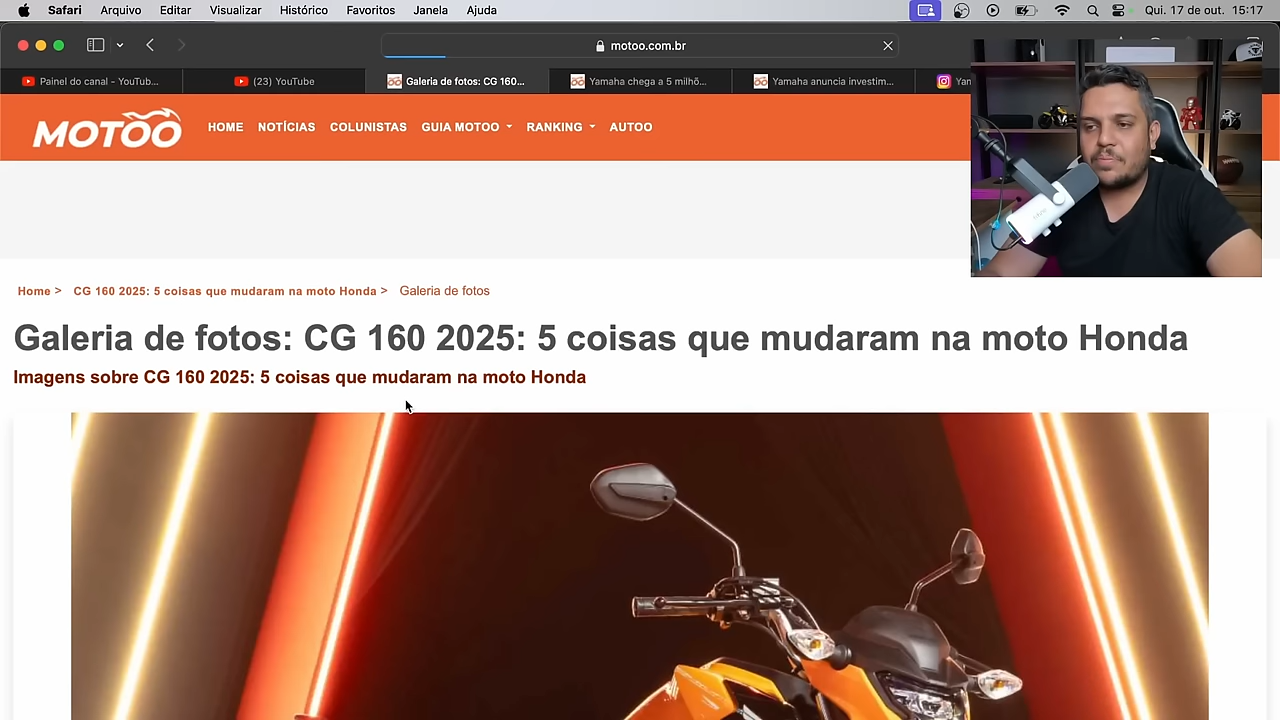 Safari Arquivo Editar Visualizar Histórico Favoritos Janela Ajuda Qui. 17 de out. 15:17
motoo.com.br
Painel do canal - YouTub... (23) YouTube Galeria de fotos: CG 160... Yamaha chega a 5 milhõ... Yamaha anuncia investim... Yan
MOTOO HOME NOTÍCIAS COLUNISTAS GUIA MOTOO RANKING AUTOO
Home > CG 160 2025: 5 coisas que mudaram na moto Honda > Galeria de fotos
Galeria de fotos: CG 160 2025: 5 coisas que mudaram na moto Honda
Imagens sobre CG 160 2025: 5 coisas que mudaram na moto Honda